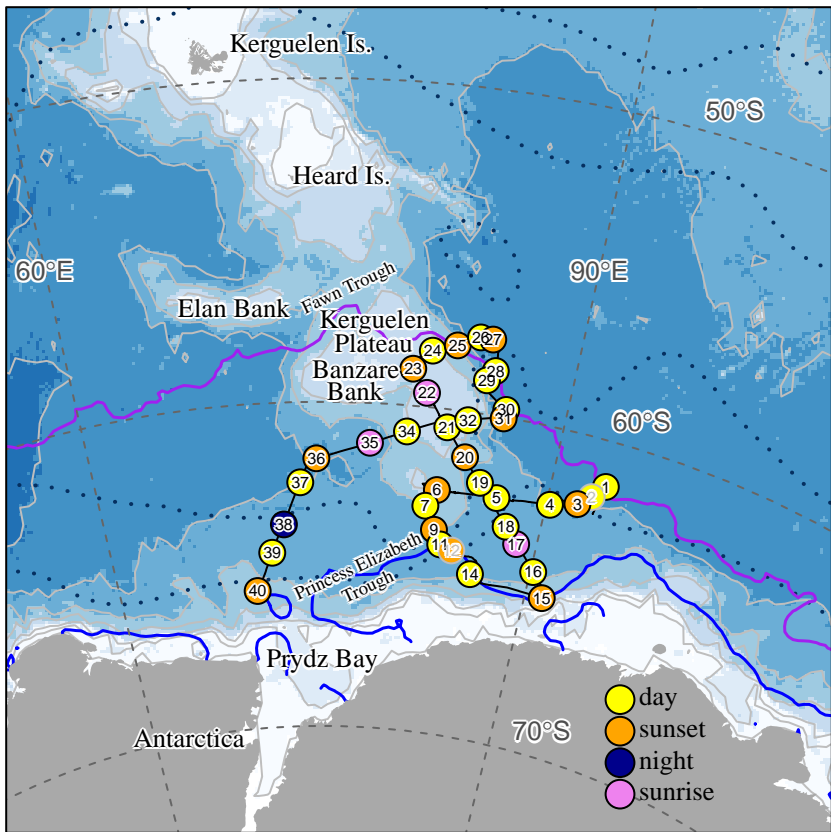 Kerguelen Is.
50°S
Heard Is.
60°E
90°E
Fawn Trough
Elan Bank
Kerguelen
Plateau
Banzare
Bank
26
27
25
24
23
28
29
22
30
31
32
21
34
35
60°S
36
20
37
19
1
6
5
2
7
4
3
38
18
9
17
Princess Elizabeth
Trough
11
12
39
16
14
40
15
Prydz Bay
day
70°S
sunset
Antarctica
night
sunrise